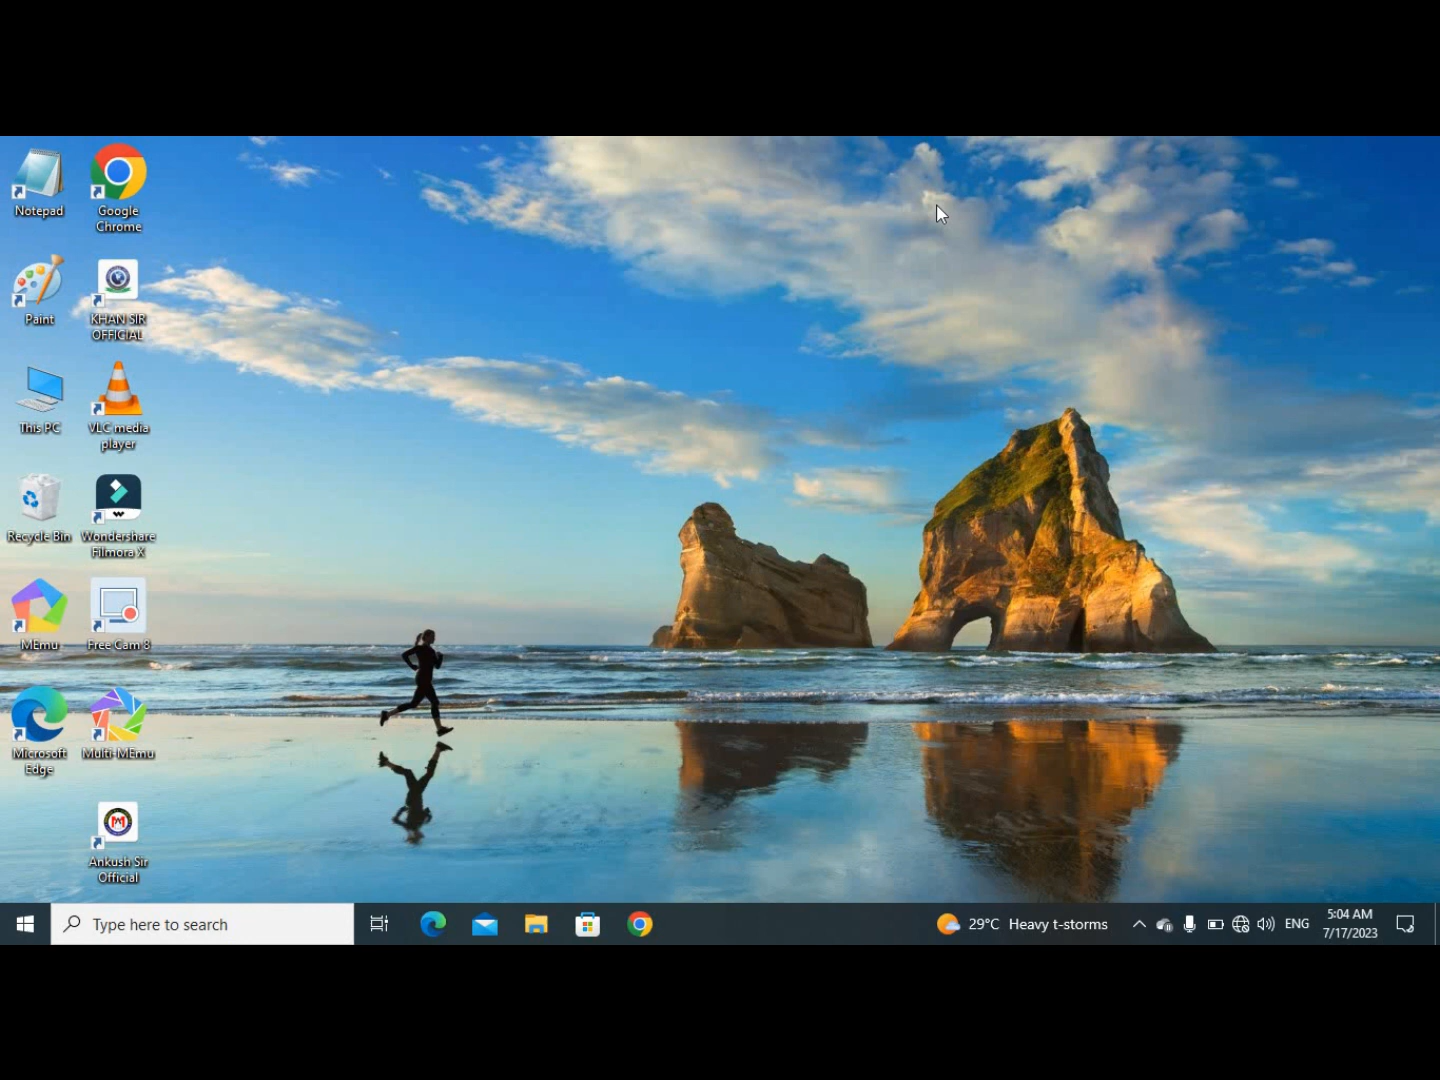 Notepad
Google
Chrome
Paint
KHAN SIR
OFFICIAL
This PC
VLC media
player
Recycle Bin
Wondershare
Filmora X
MEmu
Free Cam 8
Microsoft
Edge
Multi-MEmu
Ankush Sir
Official
Type here to search
29°C Heavy t-storms
ENG
5:04 AM
7/17/2023